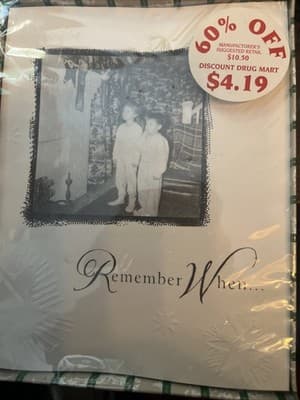 60% OFF
MANUFACTURER'S
SUGGESTED RETAIL
$10.50
DISCOUNT DRUG MART
$4.19
Remember When...